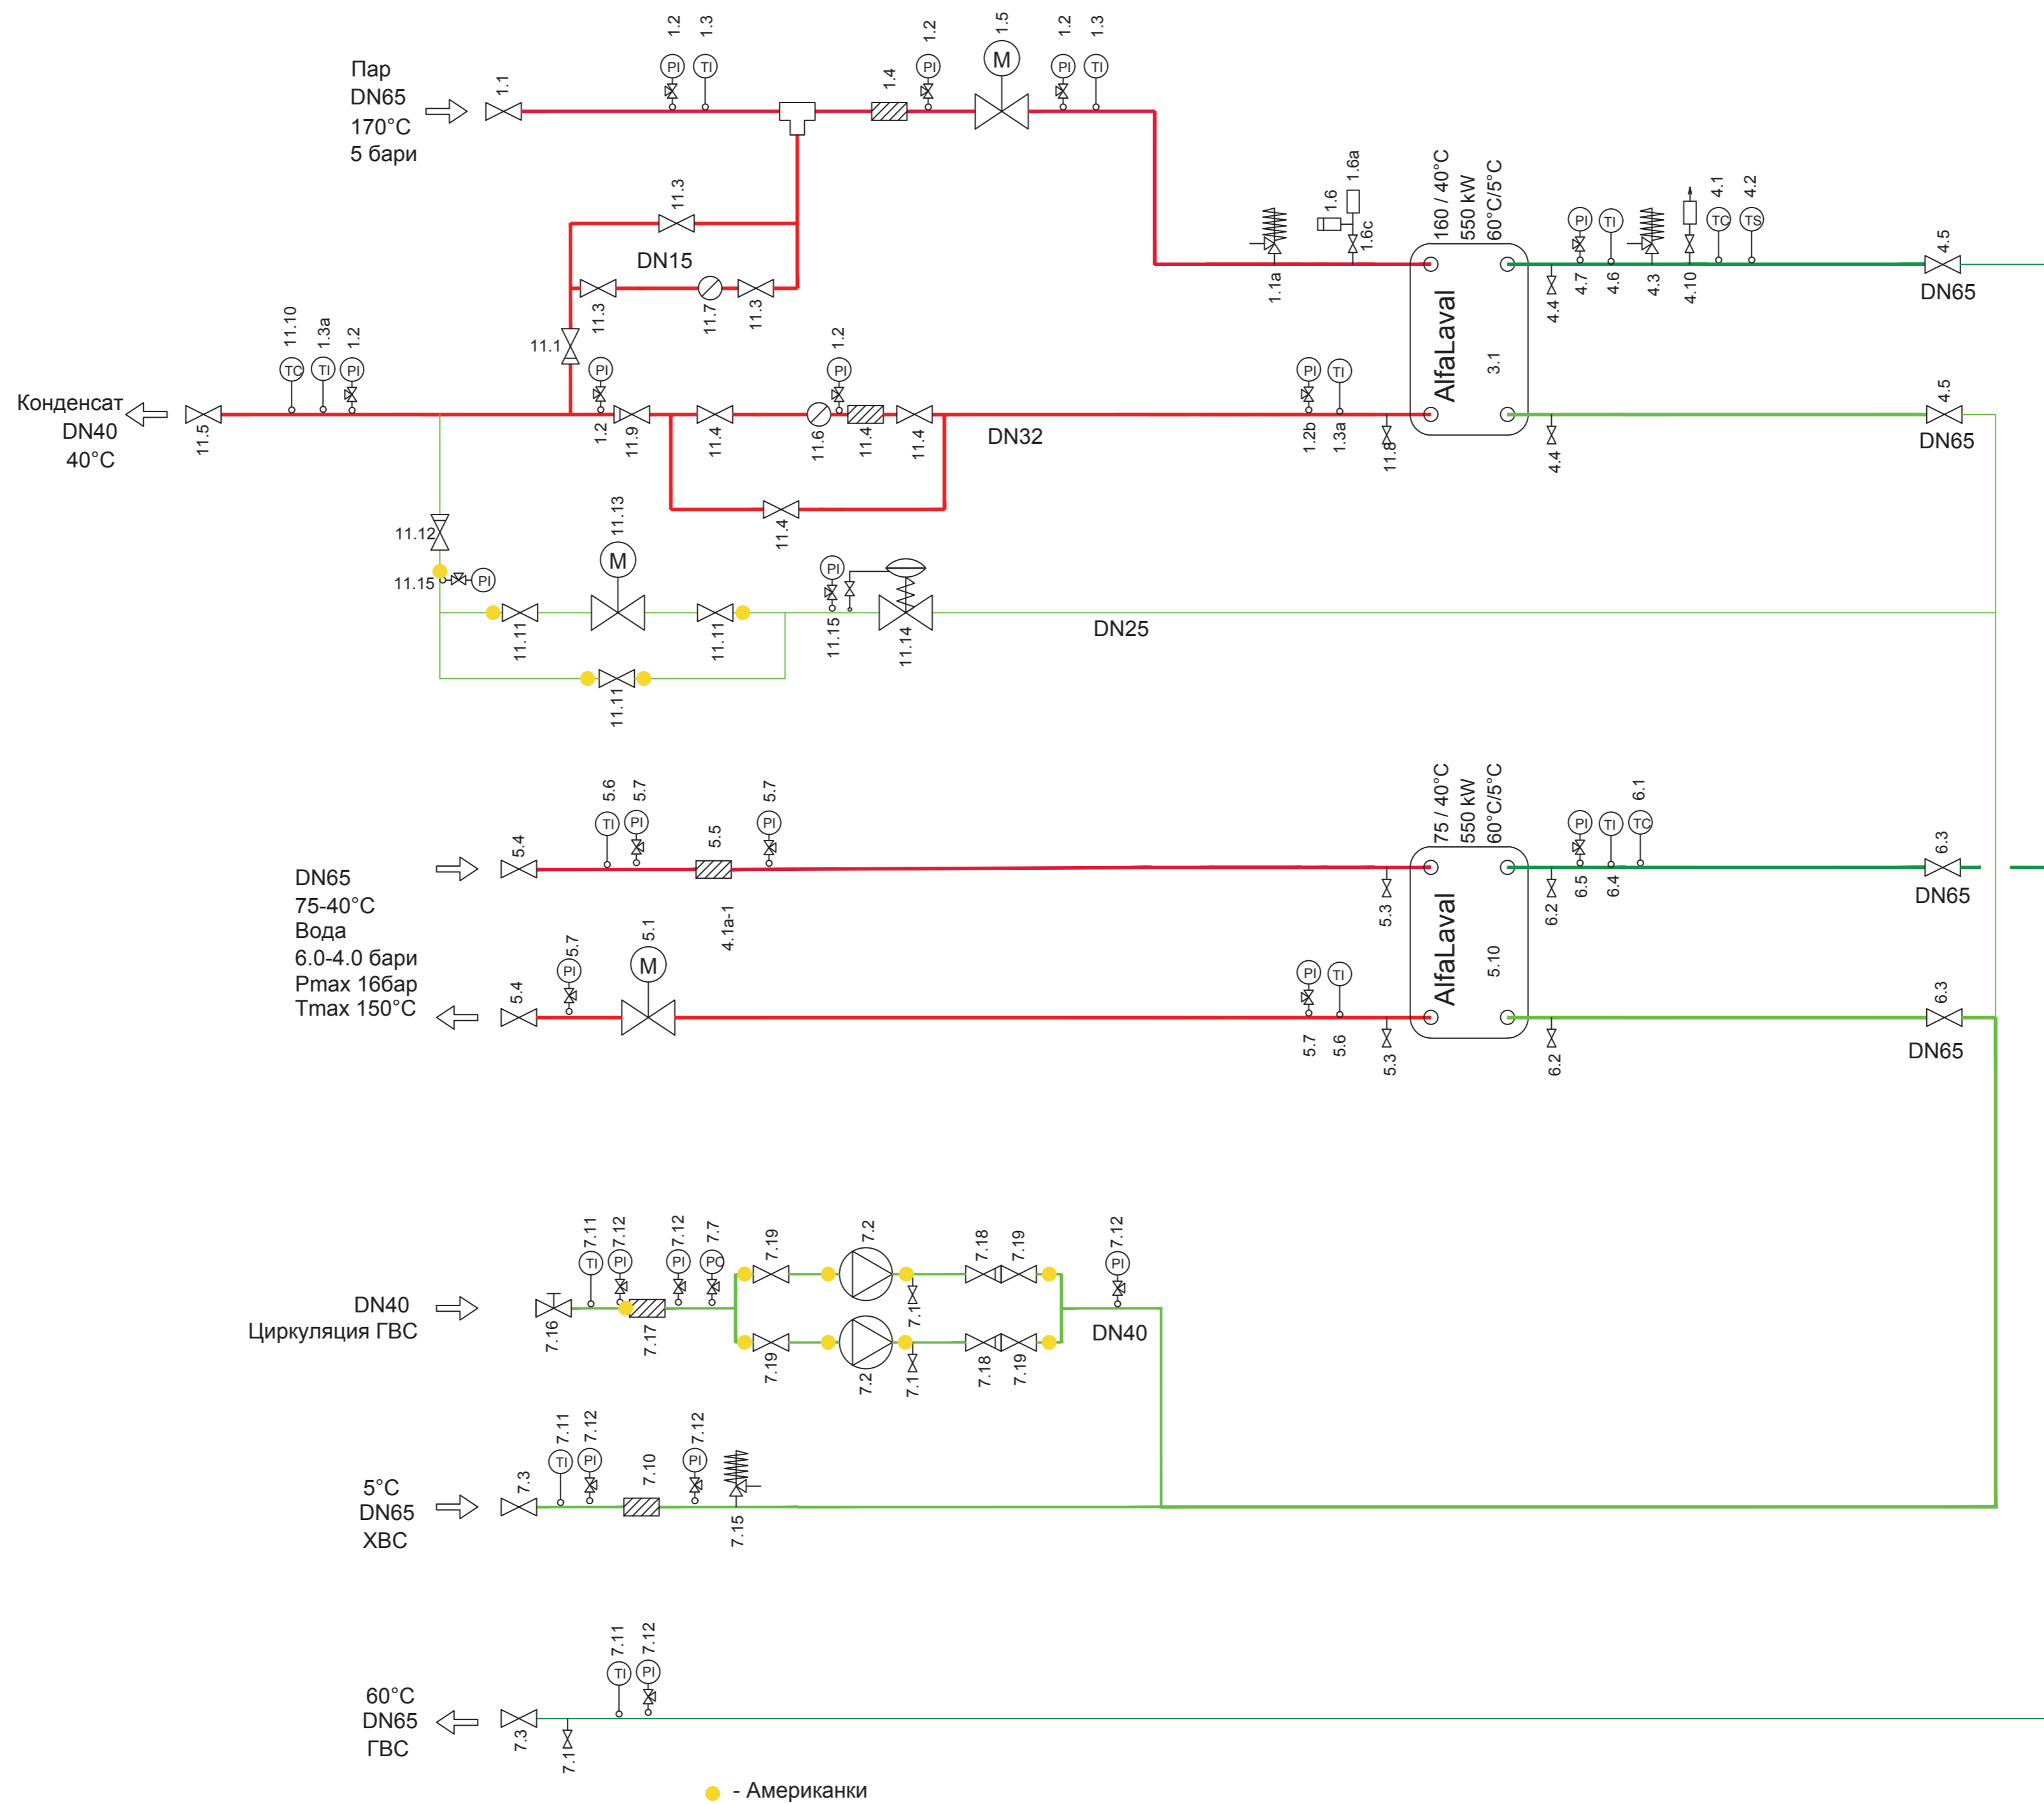 1.2
1.3
1.2
1.5
1.2
1.3
Пар
DN65
170°C
5 бари
1.1
PI
TI
1.4
PI
M
PI
TI
11.3
DN15
11.3
11.7
11.3
11.1
1.1a
1.6
1.6a
1.6c
160 / 40°C
550 kW
60°C/5°C
AlfaLaval
3.1
PI
TI
TC
TS
4.1
4.2
4.4
4.7
4.6
4.3
4.10
4.5
DN65
11.10
1.3a
1.2
TC
TI
PI
Конденсат
DN40
40°C
11.5
PI
1.2
11.9
11.4
1.2
PI
11.6
11.4
11.4
DN32
11.4
PI
TI
1.2b
1.3a
11.8
4.4
4.5
DN65
11.12
11.15
PI
11.13
M
11.11
11.11
11.11
PI
11.15
11.14
DN25
5.6
5.7
5.7
TI
PI
PI
5.4
5.5
4.1a-1
DN65
75-40°C
Вода
6.0-4.0 бари
Pmax 16бар
Tmax 150°C
5.4
5.7
PI
5.1
M
75 / 40°C
550 kW
60°C/5°C
AlfaLaval
5.10
5.3
PI
TI
5.7
5.6
5.3
6.1
PI
TI
TC
6.2
6.5
6.4
6.3
DN65
6.2
6.3
DN65
DN40
Циркуляция ГВС
7.16
7.11
7.12
7.12
7.7
TI
PI
PI
PC
7.17
7.19
7.2
7.1
7.18
7.19
7.19
7.2
7.1
7.18
7.19
7.12
PI
DN40
5°C
DN65
ХВС
7.3
7.11
7.12
TI
PI
7.10
7.12
PI
7.15
60°C
DN65
ГВС
7.3
7.1
7.11
7.12
TI
PI
- Американки